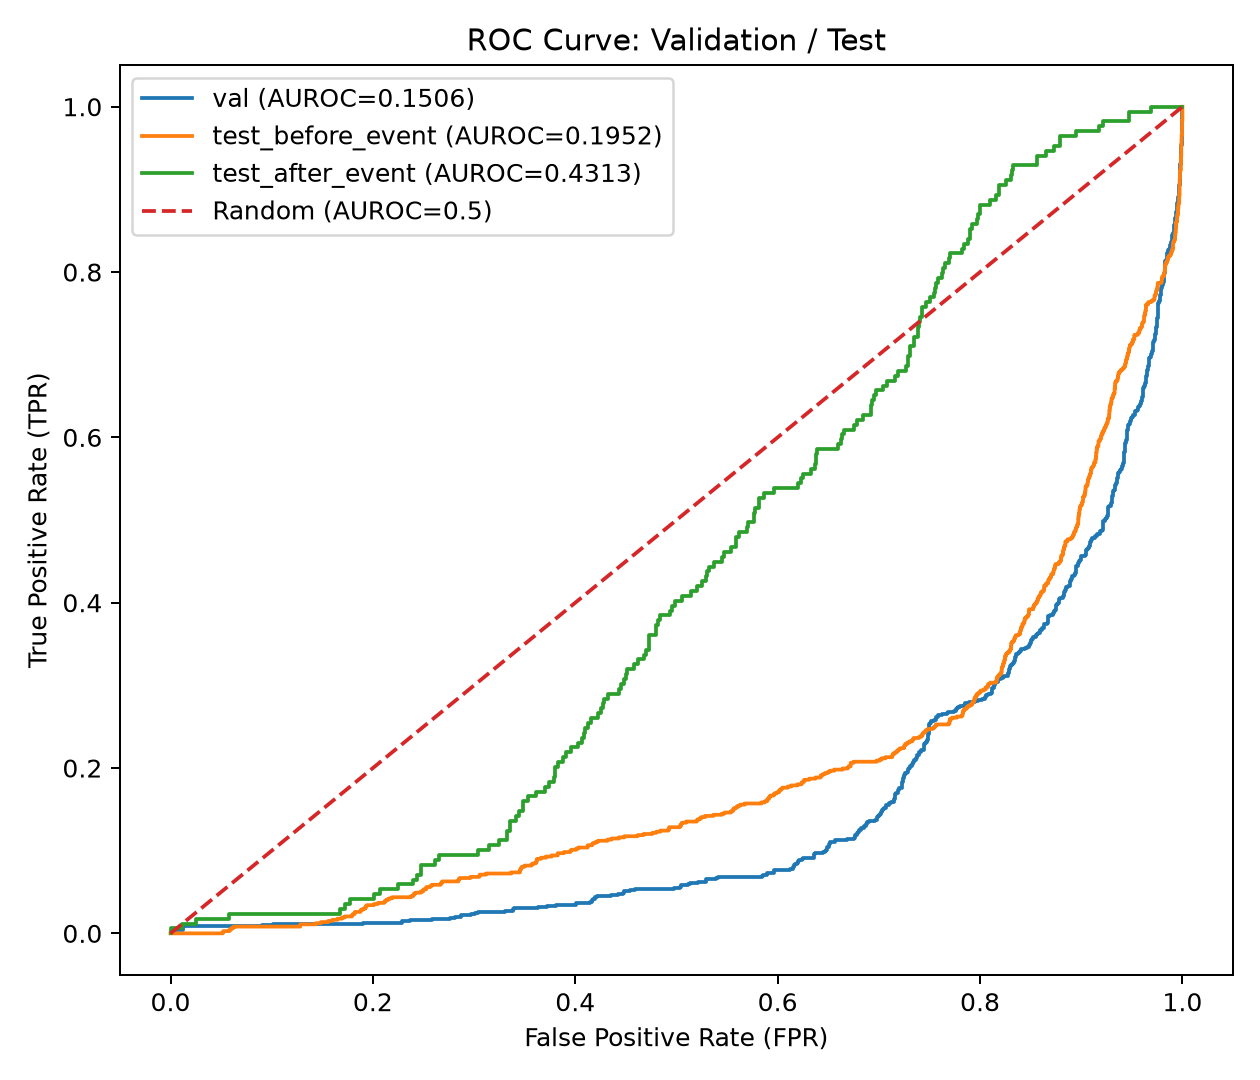 ROC Curve: Validation / Test
val (AUROC=0.1506)
test_before_event (AUROC=0.1952)
test_after_event (AUROC=0.4313)
Random (AUROC=0.5)
True Positive Rate (TPR)
1.0
0.8
0.6
0.4
0.2
0.0
0.0 0.2 0.4 0.6 0.8 1.0
False Positive Rate (FPR)